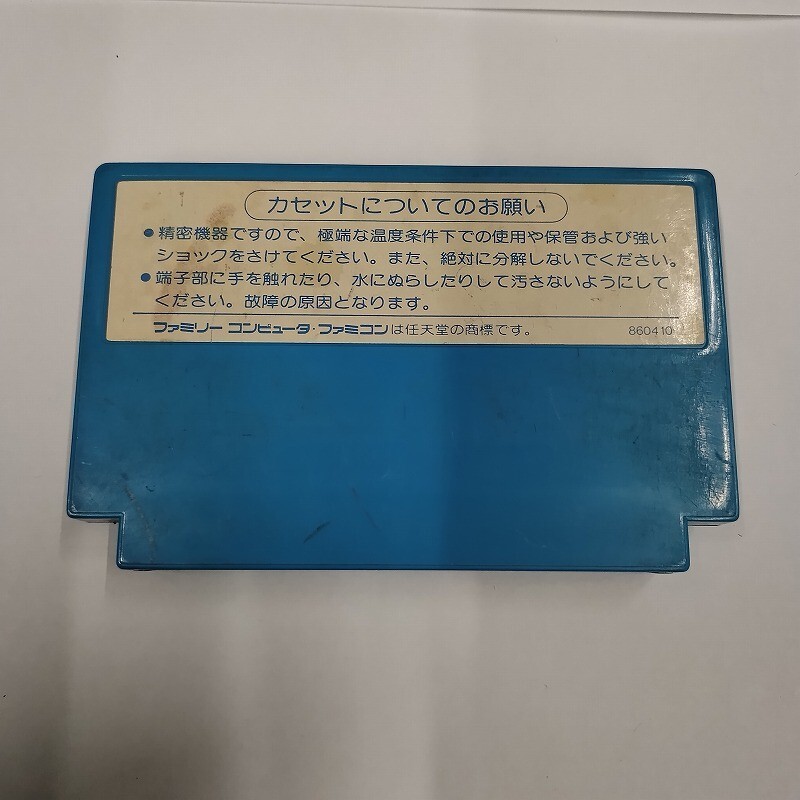 カセットについてのお願い
●精密機器ですので、極端な温度条件下での使用や保管および強い
ショックをさけてください。また、絶対に分解しないでください。
●端子部に手を触れたり、水にぬらしたりして汚さないようにして
ください。故障の原因となります。
ファミリー コンピュータ・ファミコンは任天堂の商標です。 860410